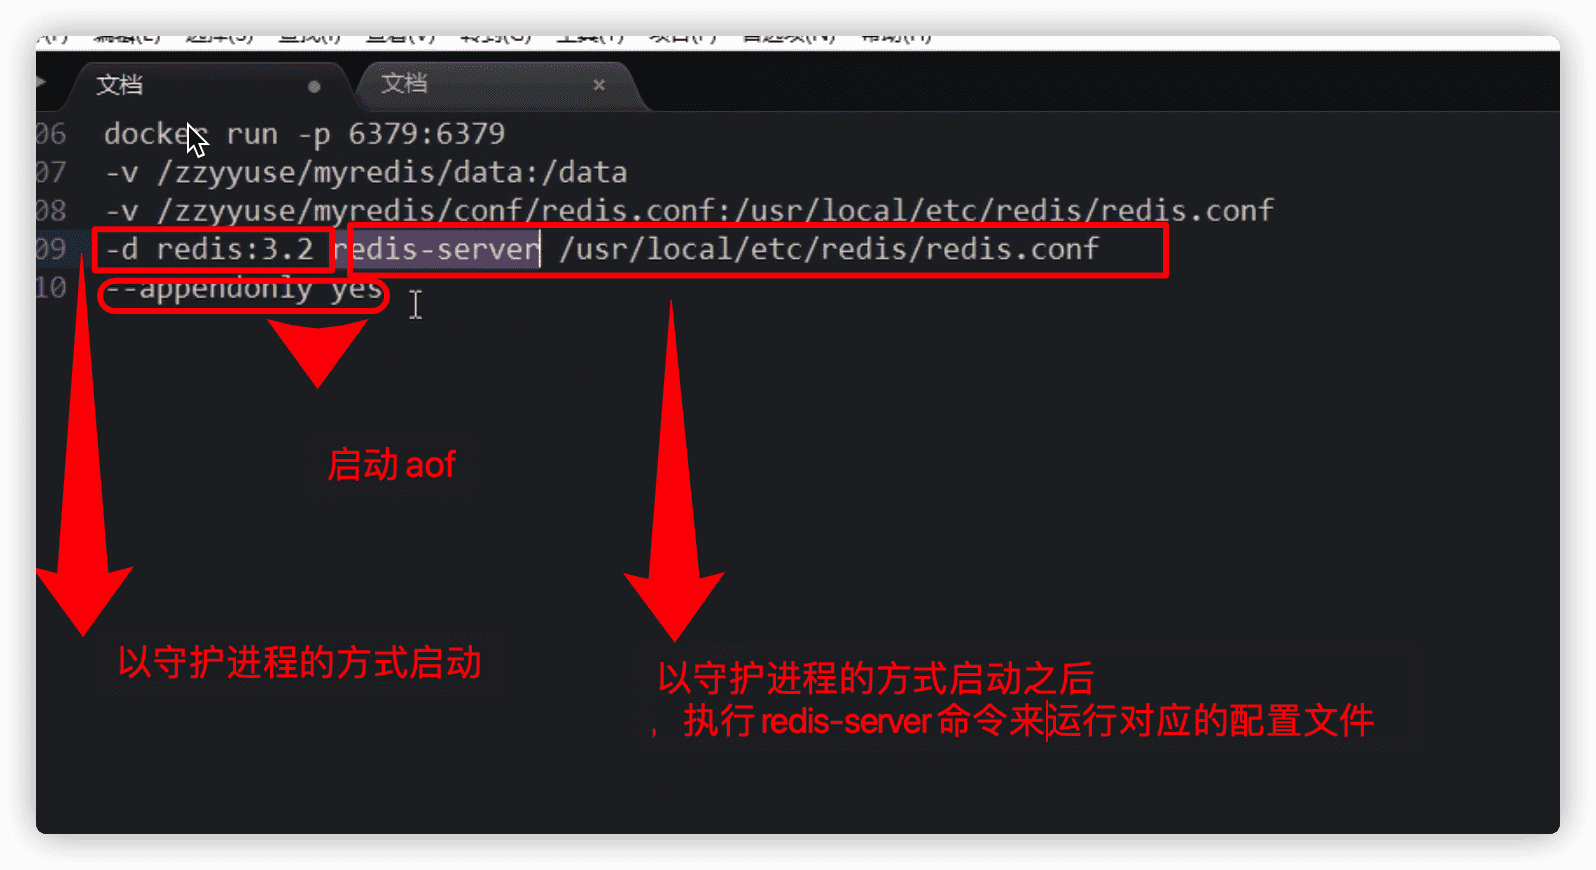 文档 文档 ×
06 docker run -p 6379:6379
07 -v /zzyyuse/myredis/data:/data
08 -v /zzyyuse/myredis/conf/redis.conf:/usr/local/etc/redis/redis.conf
09 -d redis:3.2 redis-server /usr/local/etc/redis/redis.conf
10 --appendonly yes
启动 aof
以守护进程的方式启动
以守护进程的方式启动之后
，执行 redis-server 命令来运行对应的配置文件